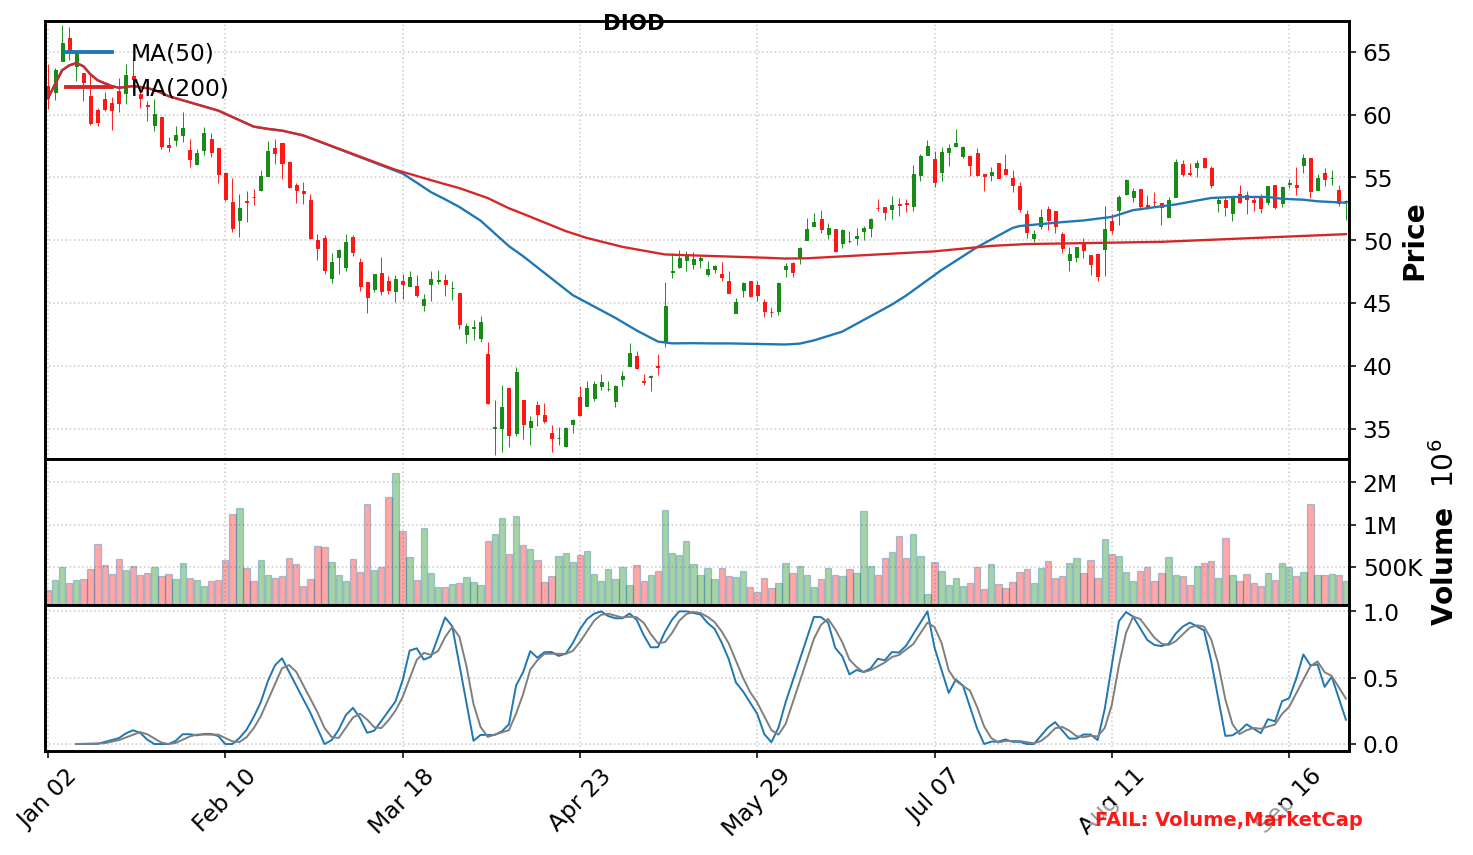 DIOD
MA(50)
MA(200)
65
60
55
50
45
40
35
Price
2M
1M
500K
Volume 10^6
1.0
0.5
0.0
Jan 02
Feb 10
Mar 18
Apr 23
May 29
Jul 07
Aug 11
Sep 16
FAIL: Volume,MarketCap